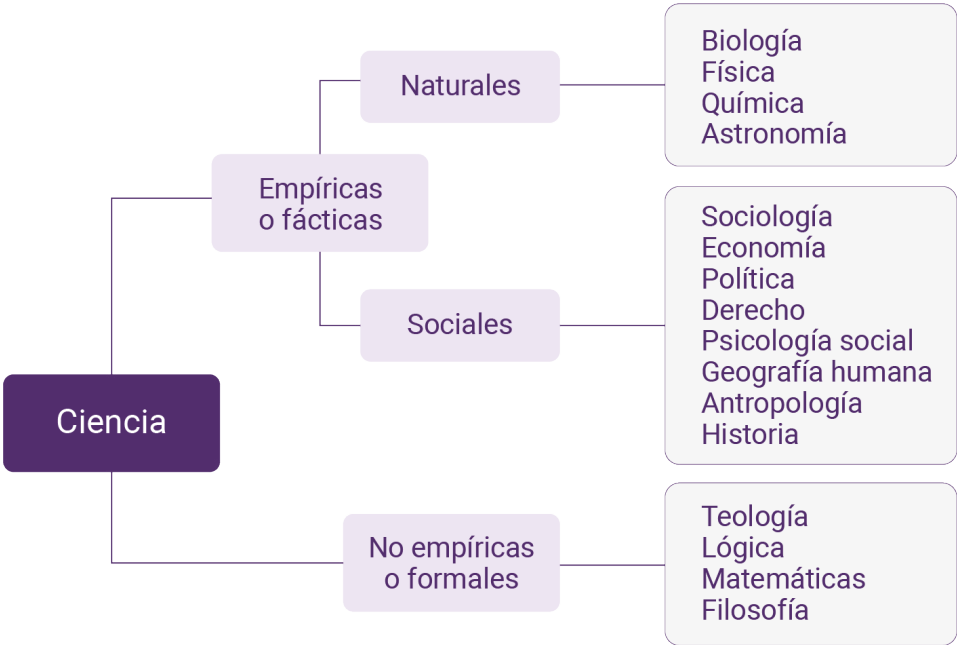 Ciencia
Empíricas
o fácticas
Naturales
Biología
Física
Química
Astronomía
Sociales
Sociología
Economía
Política
Derecho
Psicología social
Geografía humana
Antropología
Historia
No empíricas
o formales
Teología
Lógica
Matemáticas
Filosofía